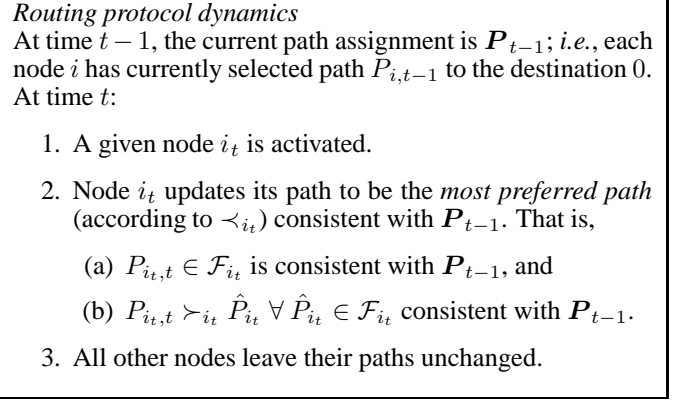 Routing protocol dynamics
At time t − 1, the current path assignment is P_{t−1}; i.e., each
node i has currently selected path P_{i,t−1} to the destination 0.
At time t:
1. A given node i_t is activated.
2. Node i_t updates its path to be the most preferred path
(according to ≺_{i_t}) consistent with P_{t−1}. That is,
(a) P_{i_t,t} ∈ F_{i_t} is consistent with P_{t−1}, and
(b) P_{i_t,t} ≻_{i_t} P̂_{i_t} ∀ P̂_{i_t} ∈ F_{i_t} consistent with P_{t−1}.
3. All other nodes leave their paths unchanged.